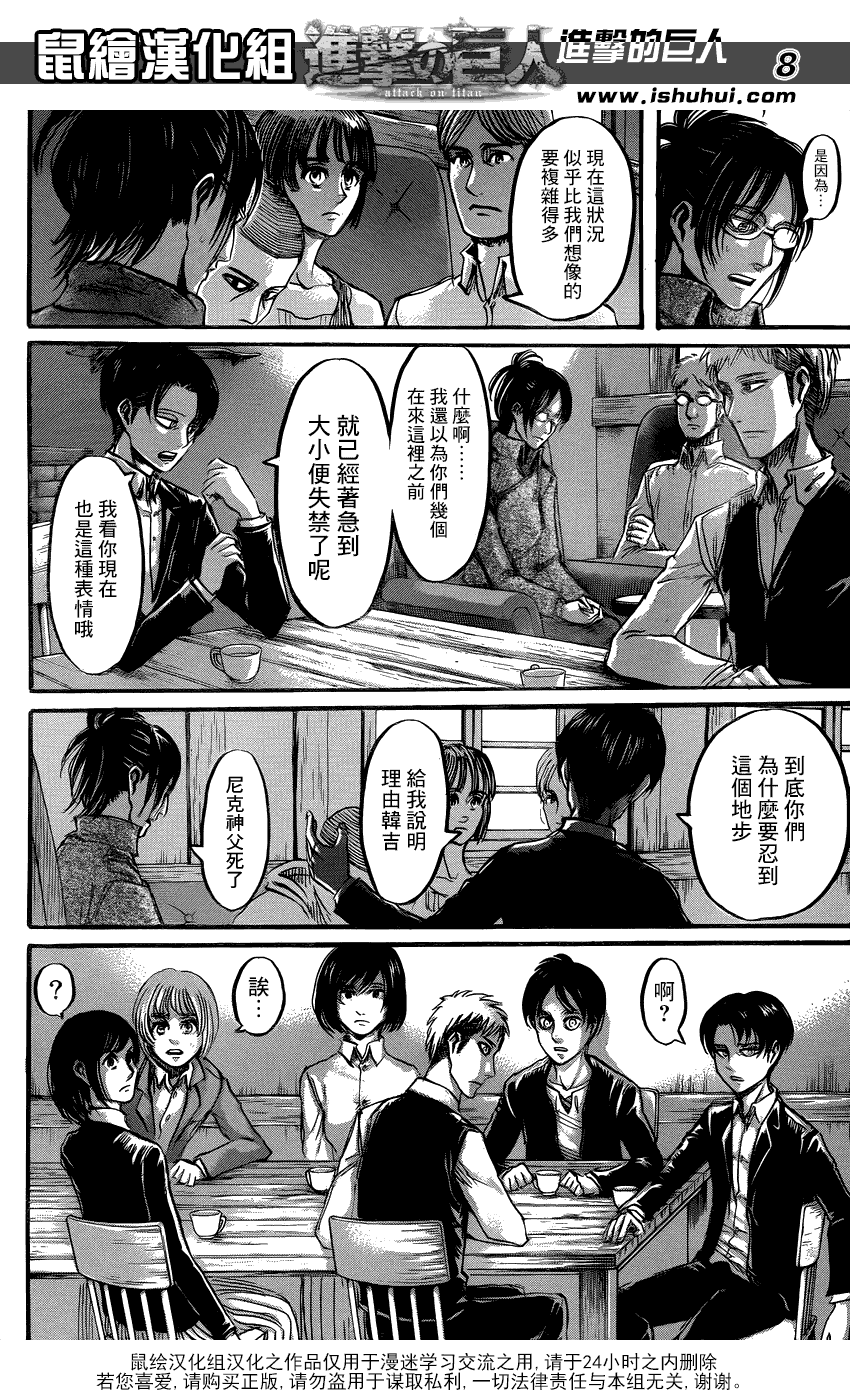 鼠繪漢化組
進撃の巨人
attack on titan
進擊的巨人
www.ishuhui.com
8
是因為…
現在這狀況
似乎比我們想像的
要複雜得多
什麼啊……
我還以為你們幾個
在來這裡之前
就已經著急到
大小便失禁了呢
我看你現在
也是這種表情哦
到底你們
為什麼要忍到
這個地步
給我說明
理由韓吉
尼克神父死了
啊?
誒…
?
鼠绘汉化组汉化之作品仅用于漫迷学习交流之用, 请于24小时之内删除
若您喜爱, 请购买正版, 请勿用于谋取私利, 一切法律责任与本组无关, 谢谢。